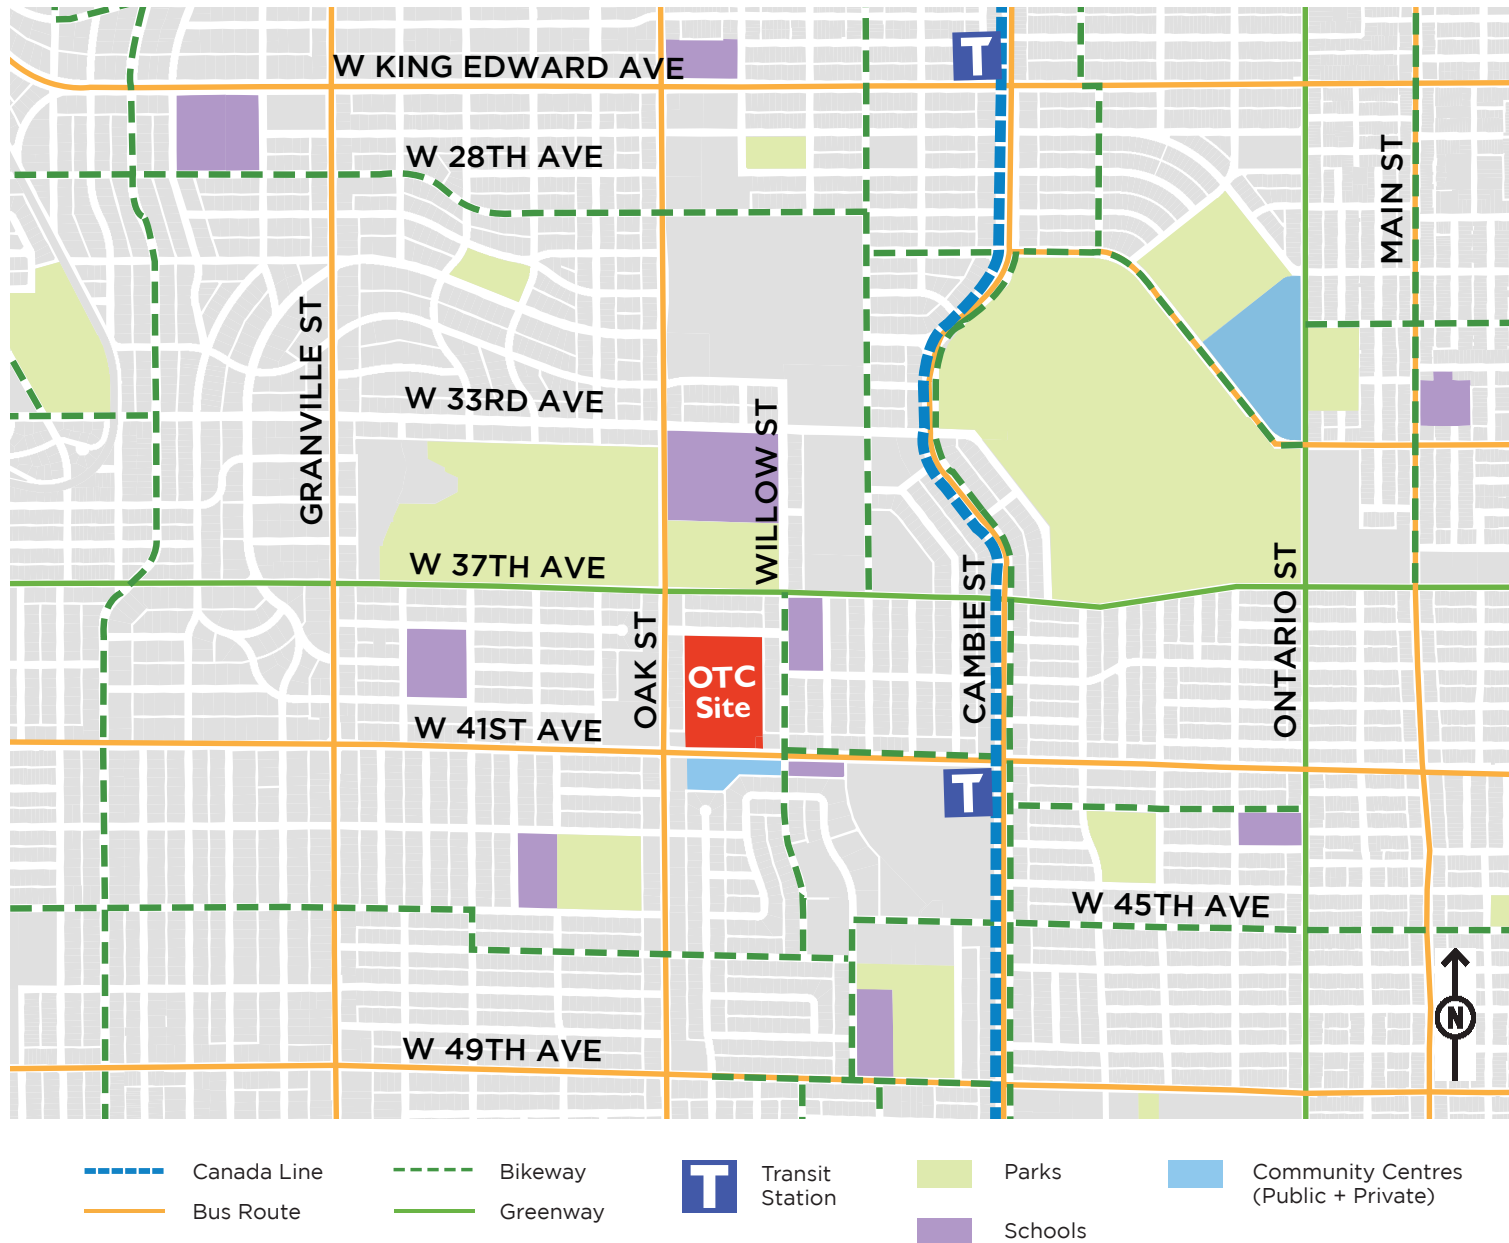 W KING EDWARD AVE
T
W 28TH AVE
MAIN ST
GRANVILLE ST
W 33RD AVE
WILLOW ST
W 37TH AVE
CAMBIE ST
ONTARIO ST
OAK ST
OTC
Site
W 41ST AVE
T
W 45TH AVE
N
W 49TH AVE
Canada Line
Bus Route
Bikeway
Greenway
T
Transit
Station
Parks
Schools
Community Centres
(Public + Private)